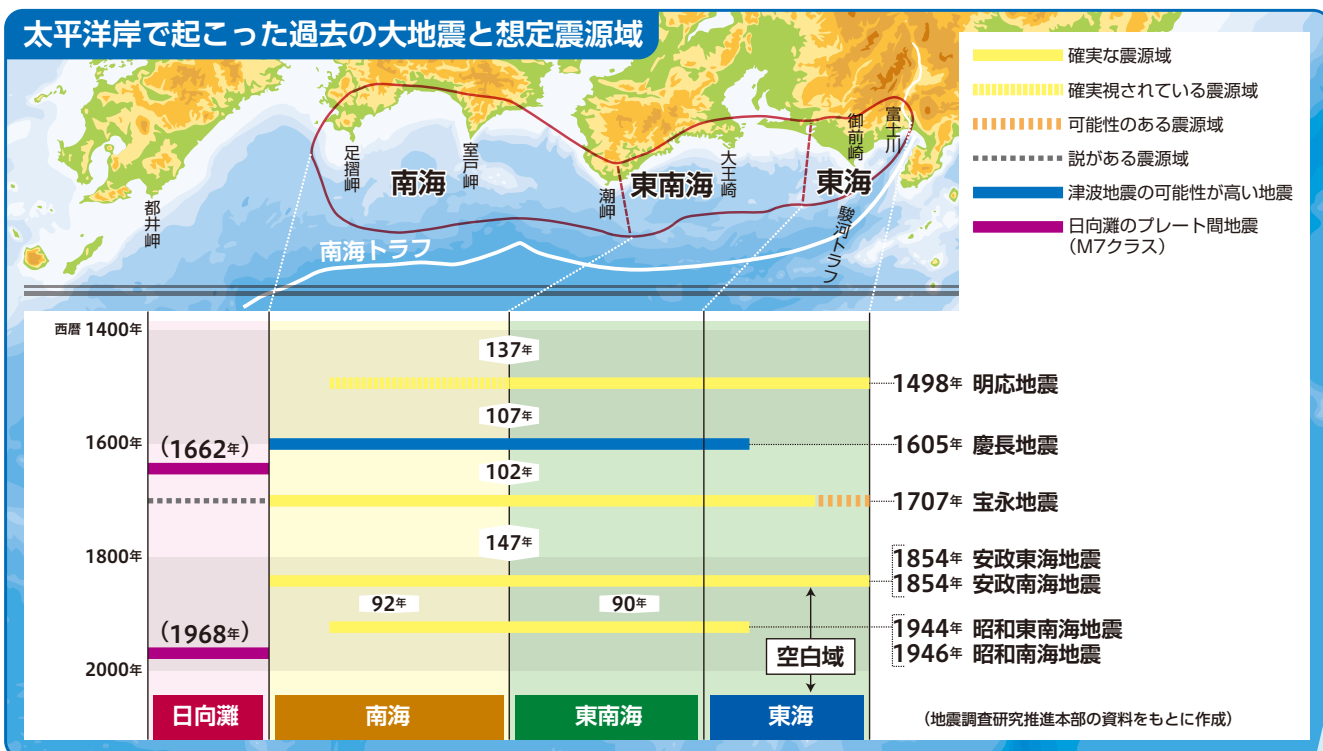 太平洋岸で起こった過去の大地震と想定震源域
確実な震源域
確実視されている震源域
可能性のある震源域
説がある震源域
津波地震の可能性が高い地震
日向灘のプレート間地震
（M7クラス）
都井岬
足摺岬
南海
室戸岬
潮岬
東南海
大王崎
東海
御前崎
富士川
南海トラフ
駿河トラフ
西暦 1400年
137年
1498年 明応地震
107年
1600年
（1662年）
1605年 慶長地震
102年
1707年 宝永地震
147年
1800年
1854年 安政東海地震
1854年 安政南海地震
92年
90年
（1968年）
1944年 昭和東南海地震
1946年 昭和南海地震
空白域
2000年
日向灘
南海
東南海
東海
（地震調査研究推進本部の資料をもとに作成）